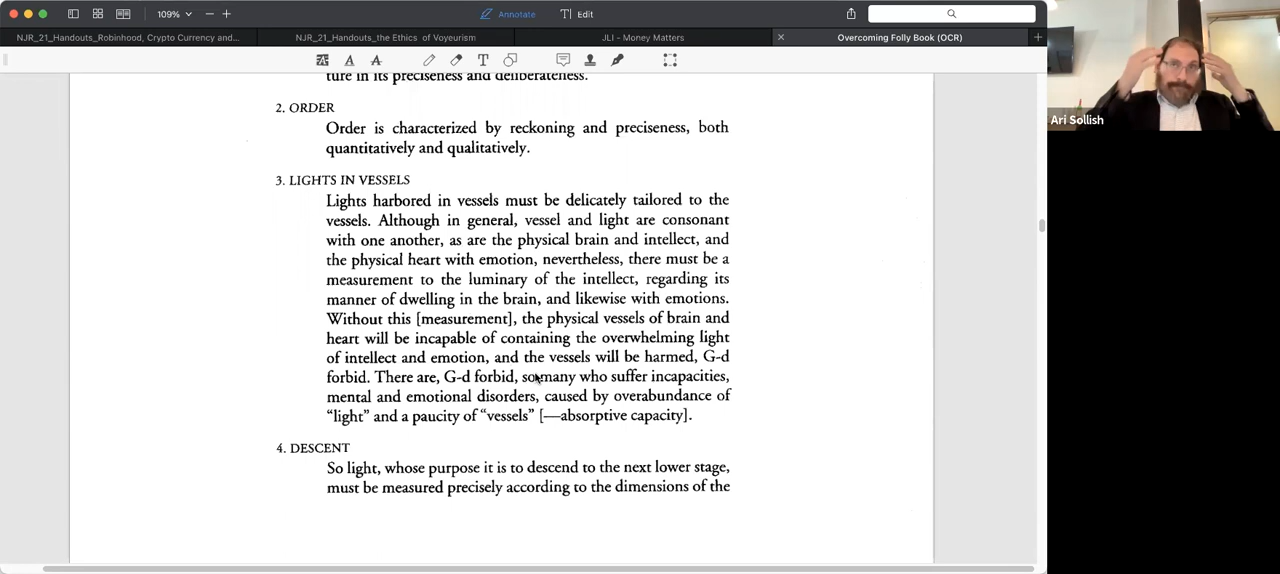 109%
Annotate
Edit
NJR_21_Handouts_Robinhood, Crypto Currency and...
NJR_21_Handouts_the Ethics of Voyeurism
JLI - Money Matters
Overcoming Folly Book (OCR)
ture in its preciseness and deliberateness.
2. ORDER
Order is characterized by reckoning and preciseness, both
quantitatively and qualitatively.
3. LIGHTS IN VESSELS
Lights harbored in vessels must be delicately tailored to the
vessels. Although in general, vessel and light are consonant
with one another, as are the physical brain and intellect, and
the physical heart with emotion, nevertheless, there must be a
measurement to the luminary of the intellect, regarding its
manner of dwelling in the brain, and likewise with emotions.
Without this [measurement], the physical vessels of brain and
heart will be incapable of containing the overwhelming light
of intellect and emotion, and the vessels will be harmed, G-d
forbid. There are, G-d forbid, so many who suffer incapacities,
mental and emotional disorders, caused by overabundance of
"light" and a paucity of "vessels" [—absorptive capacity].
4. DESCENT
So light, whose purpose it is to descend to the next lower stage,
must be measured precisely according to the dimensions of the
Ari Sollish